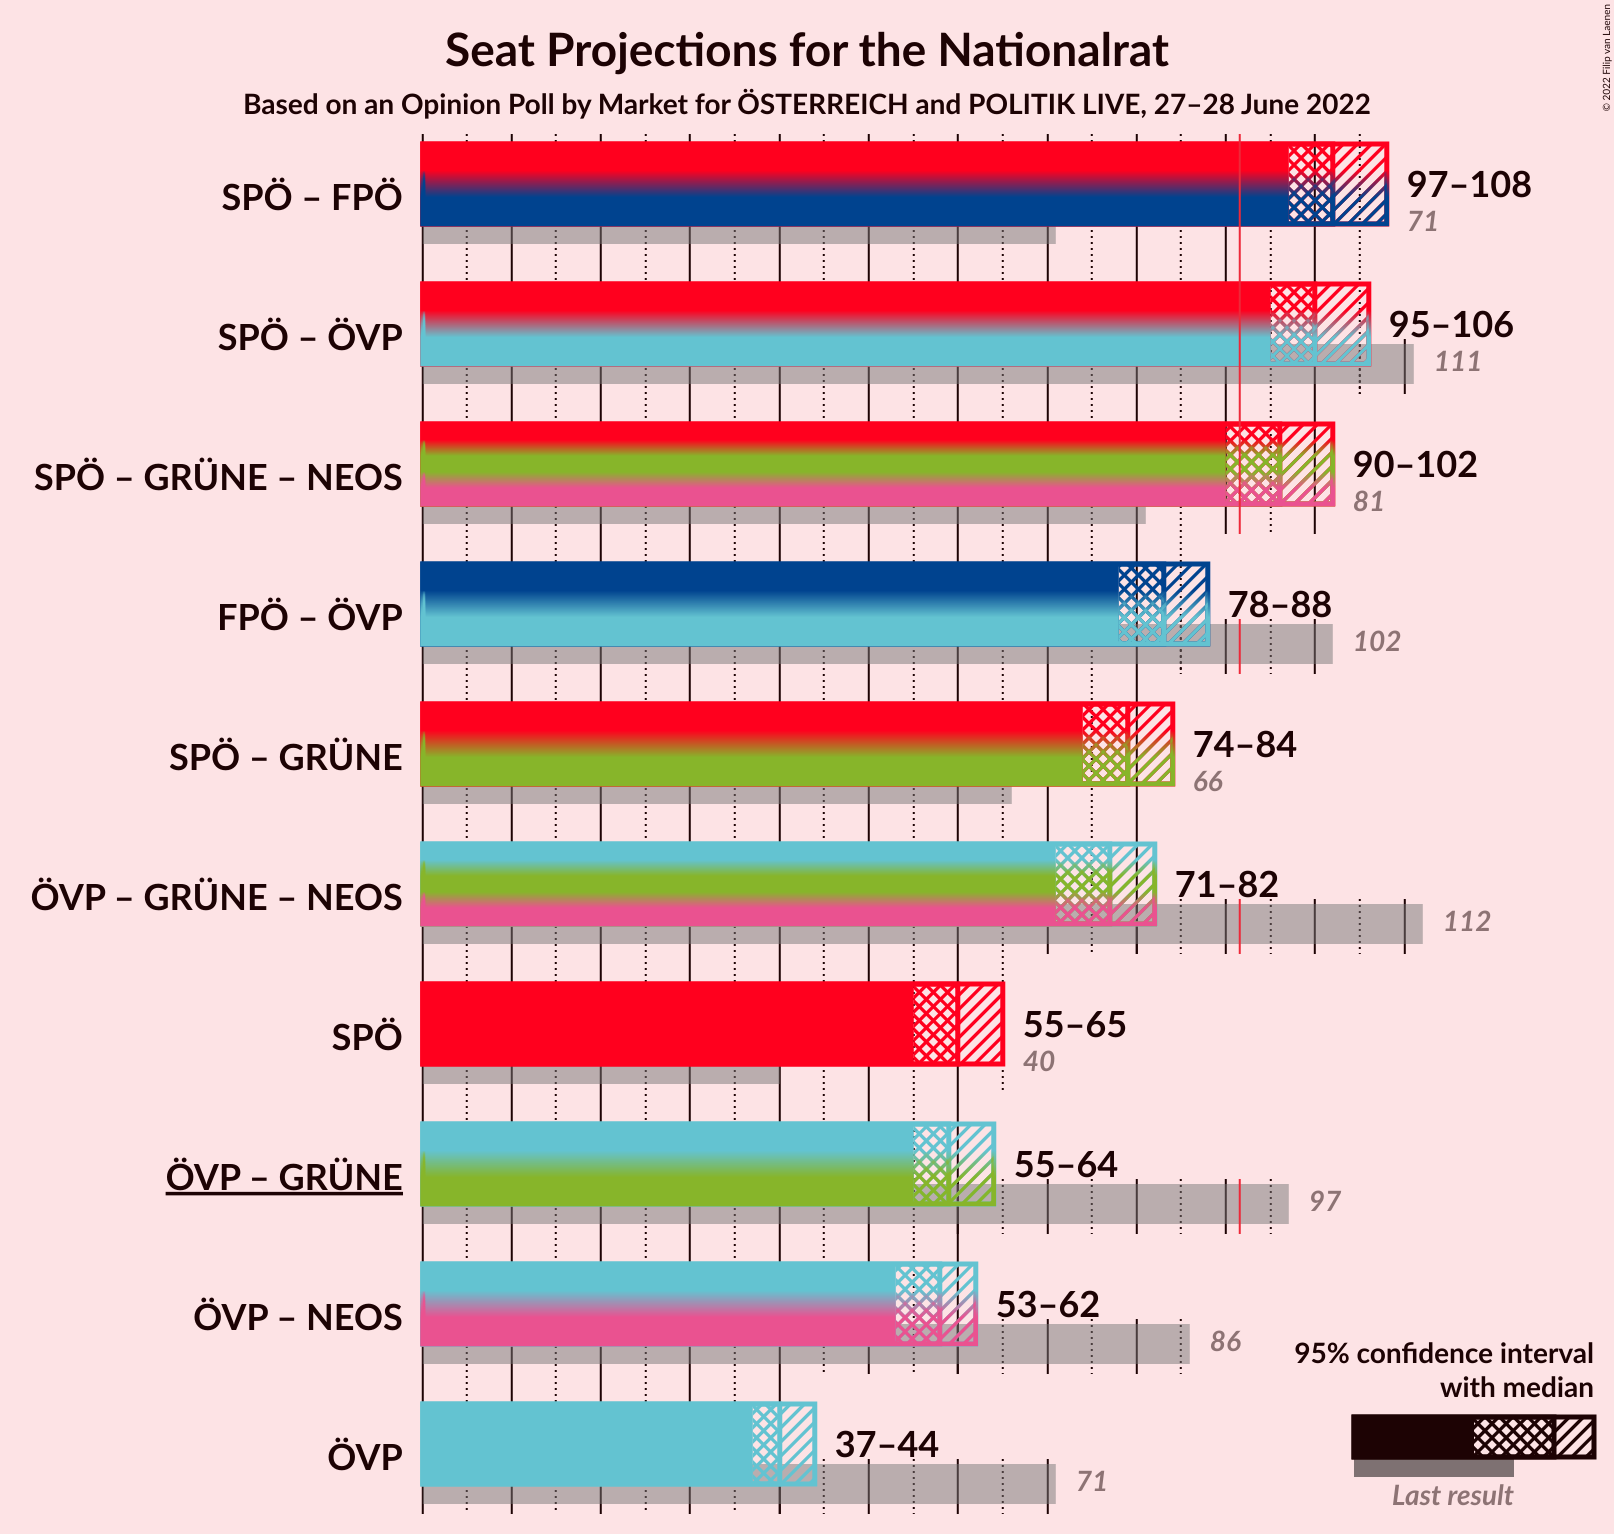 Seat Projections for the Nationalrat
Based on an Opinion Poll by Market for ÖSTERREICH and POLITIK LIVE, 27–28 June 2022
© 2022 Filip van Laenen
SPÖ – FPÖ
97–108
71
SPÖ – ÖVP
95–106
111
SPÖ – GRÜNE – NEOS
90–102
81
FPÖ – ÖVP
78–88
102
SPÖ – GRÜNE
74–84
66
ÖVP – GRÜNE – NEOS
71–82
112
SPÖ
55–65
40
ÖVP – GRÜNE
55–64
97
ÖVP – NEOS
53–62
86
ÖVP
37–44
71
95% confidence interval
with median
Last result